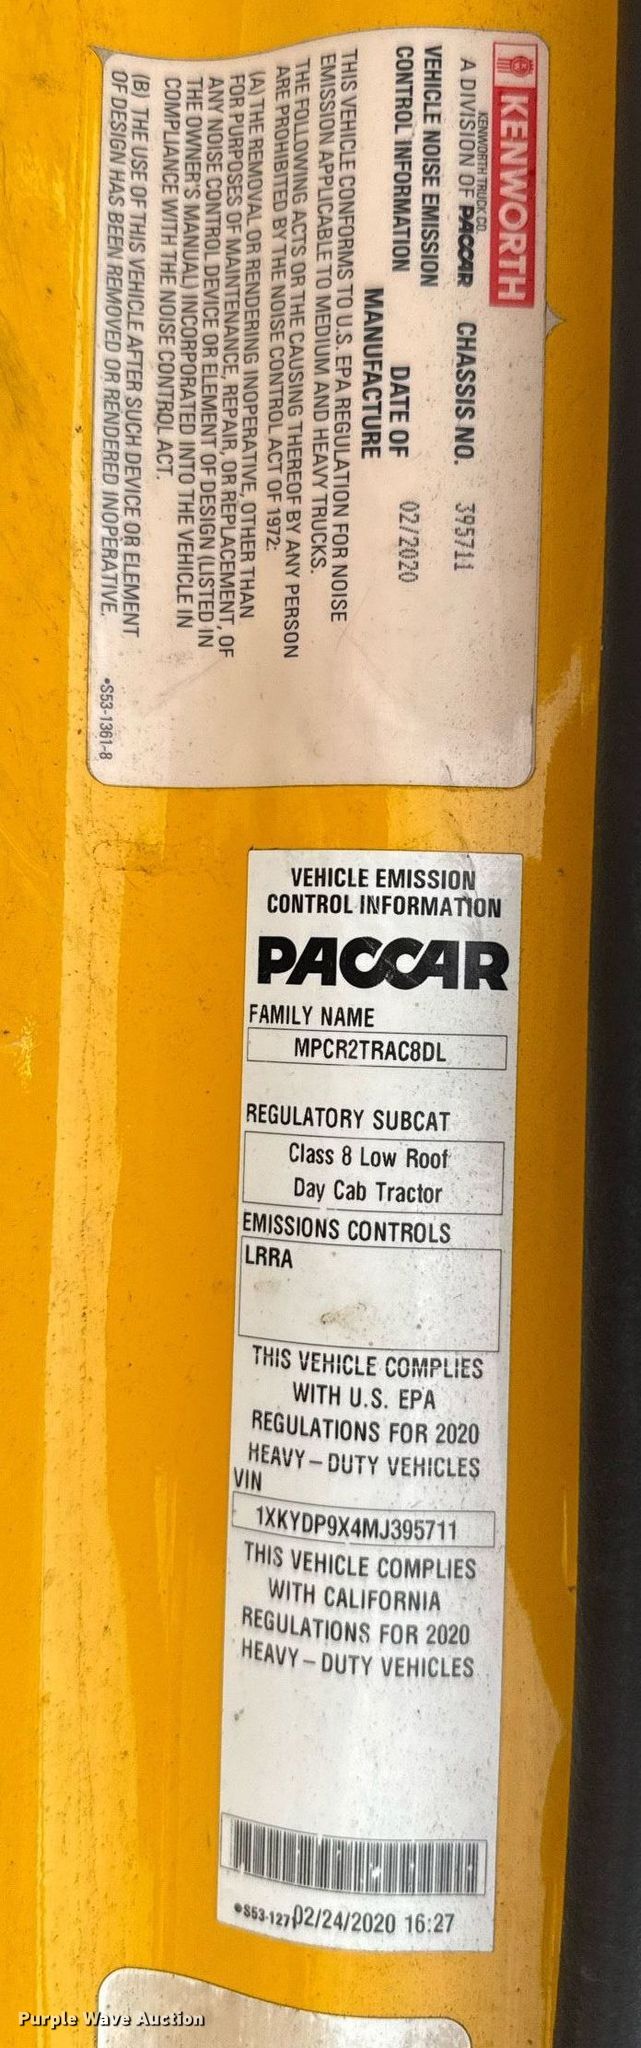 KENWORTH
KENWORTH TRUCK CO.
A DIVISION OF PACCAR
CHASSIS NO. 395711
VEHICLE NOISE EMISSION
CONTROL INFORMATION
DATE OF
MANUFACTURE
02/2020
THIS VEHICLE CONFORMS TO U.S. EPA REGULATION FOR NOISE
EMISSION APPLICABLE TO MEDIUM AND HEAVY TRUCKS.
THE FOLLOWING ACTS OR THE CAUSING THEREOF BY ANY PERSON
ARE PROHIBITED BY THE NOISE CONTROL ACT OF 1972:
(A) THE REMOVAL OR RENDERING INOPERATIVE, OTHER THAN
FOR PURPOSES OF MAINTENANCE, REPAIR, OR REPLACEMENT, OF
ANY NOISE CONTROL DEVICE OR ELEMENT OF DESIGN (LISTED IN
THE OWNER'S MANUAL) INCORPORATED INTO THE VEHICLE IN
COMPLIANCE WITH THE NOISE CONTROL ACT.
(B) THE USE OF THIS VEHICLE AFTER SUCH DEVICE OR ELEMENT
OF DESIGN HAS BEEN REMOVED OR RENDERED INOPERATIVE.
•S53-1361-8
VEHICLE EMISSION
CONTROL INFORMATION
PACCAR
FAMILY NAME
MPCR2TRAC8DL
REGULATORY SUBCAT
Class 8 Low Roof
Day Cab Tractor
EMISSIONS CONTROLS
LRRA
THIS VEHICLE COMPLIES
WITH U.S. EPA
REGULATIONS FOR 2020
HEAVY-DUTY VEHICLES
VIN
1XKYDP9X4MJ395711
THIS VEHICLE COMPLIES
WITH CALIFORNIA
REGULATIONS FOR 2020
HEAVY-DUTY VEHICLES
•S53-127 02/24/2020 16:27
Purple Wave Auction